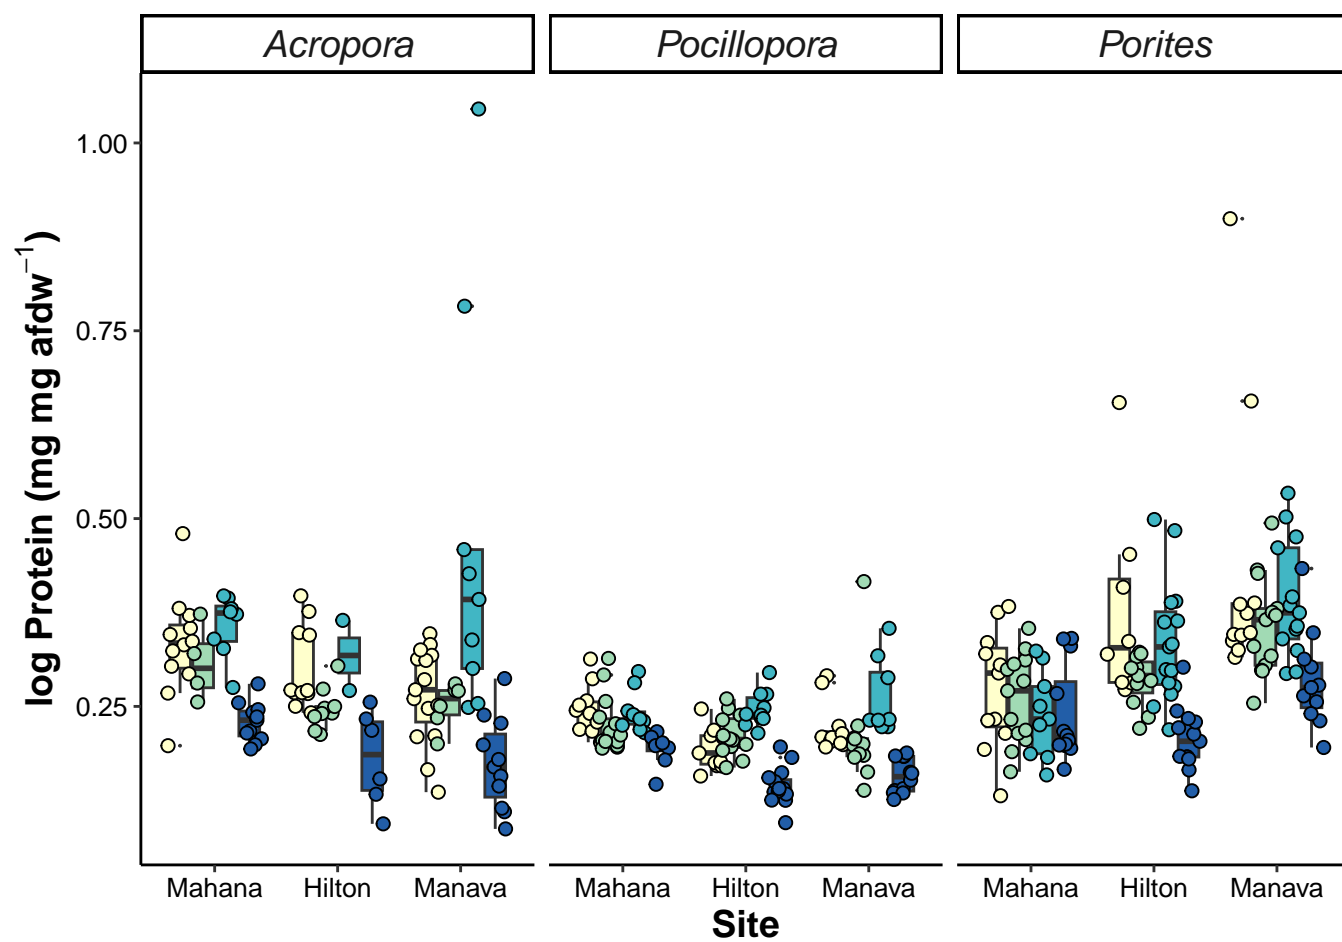 Acropora Pocillopora Porites
1.00
0.75
0.50
0.25
log Protein (mg mg afdw⁻¹)
Mahana Hilton Manava Mahana Hilton Manava Mahana Hilton Manava
Site